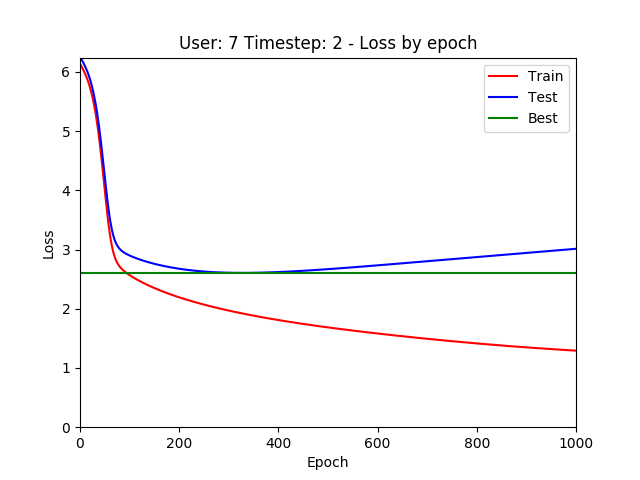 User: 7 Timestep: 2 - Loss by epoch
Train
Test
Best
Loss
6
5
4
3
2
1
0
0 200 400 600 800 1000
Epoch